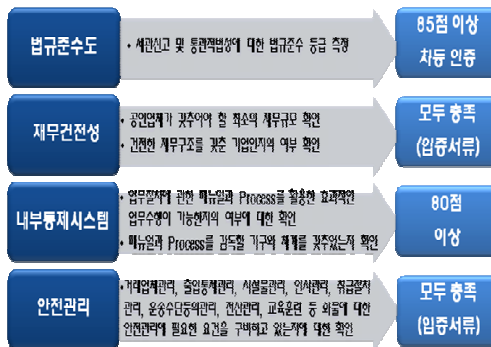 법규준수도
• 세관신고 및 통관적법성에 대한 법규준수 등급 측정
85점 이상
차등 인증
재무건전성
• 공인업체가 갖추어야 할 최소의 재무규모 확인
• 건전한 재무구조를 갖춘 기업인지의 여부 확인
모두 충족
(입증서류)
내부통제시스템
• 업무절차에 관한 매뉴얼과 Process를 활용한 효과적인
업무수행이 가능한지의 여부에 대한 확인
• 매뉴얼과 Process를 감독할 기구와 체계를 갖추었는지 확인
80점
이상
안전관리
• 거래업체관리, 출입통제관리, 시설물관리, 인사관리, 취급절차
관리, 운송수단등의관리, 전산관리, 교육훈련 등 화물에 대한
안전관리에 필요한 요건을 구비하고 있는지에 대한 확인
모두 충족
(입증서류)